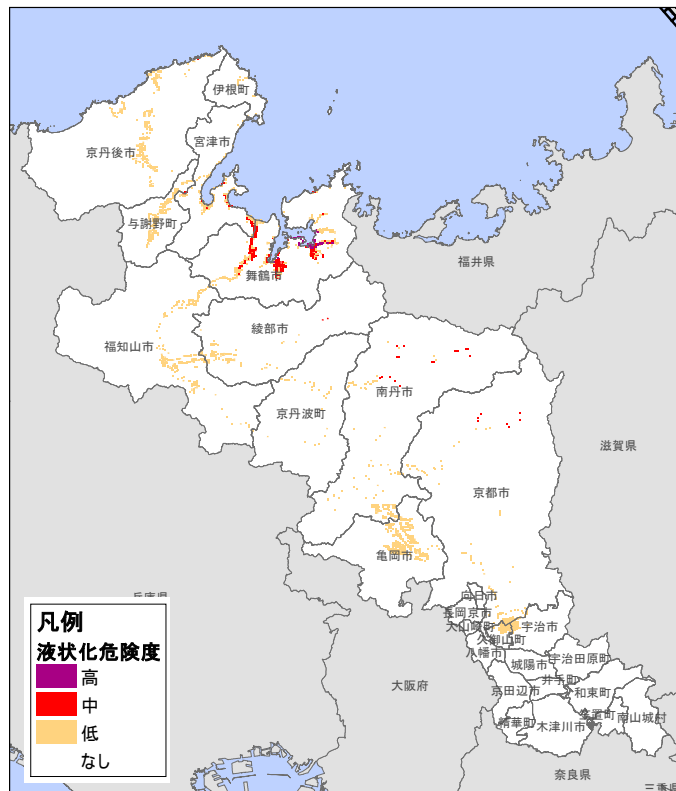 伊根町
宮津市
京丹後市
与謝野町
舞鶴市
福井県
綾部市
福知山市
南丹市
京丹波町
滋賀県
京都市
亀岡市
兵庫県
向日市
長岡京市
大山崎町
宇治市
久御山町
八幡市
城陽市
宇治田原町
井手町
大阪府
京田辺市
和束町
笠置町
南山城村
精華町
木津川市
奈良県
三重県
凡例
液状化危険度
高
中
低
なし